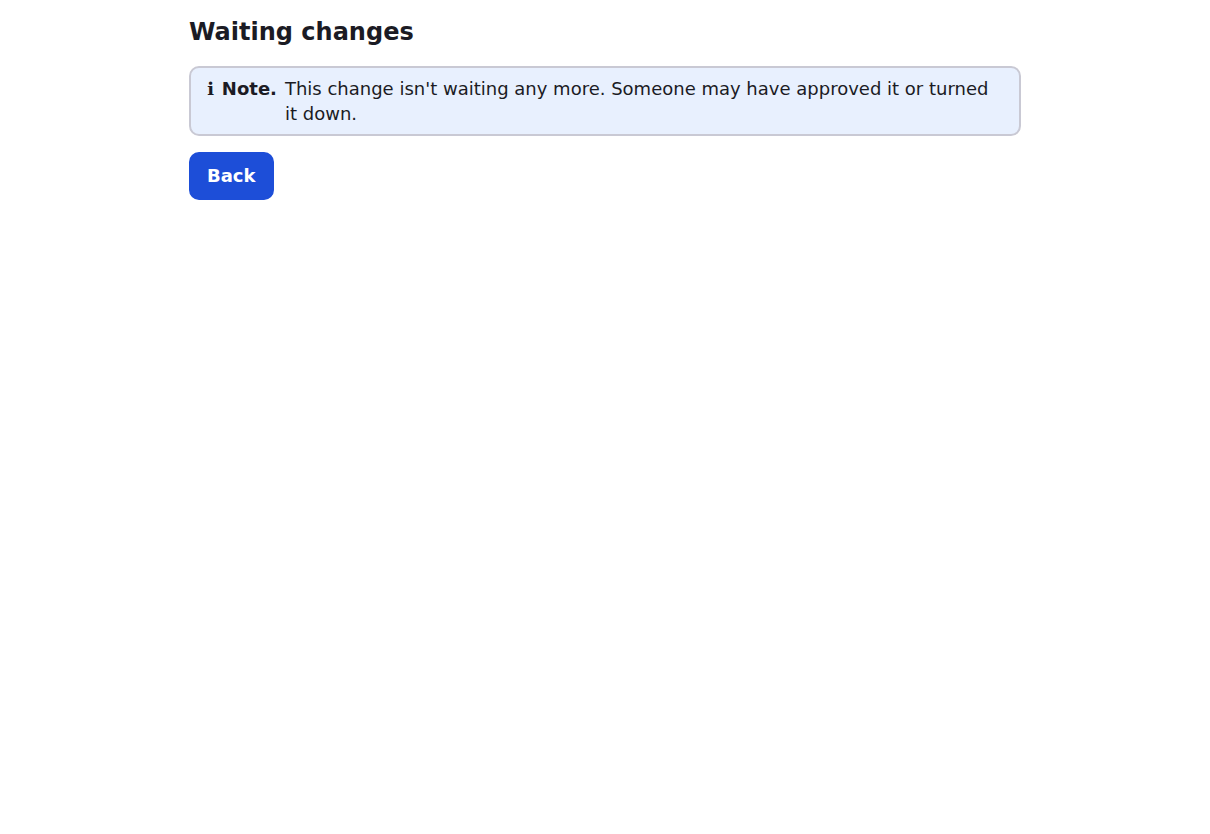 Waiting changes
ℹ Note. This change isn't waiting any more. Someone may have approved it or turned
it down.
Back